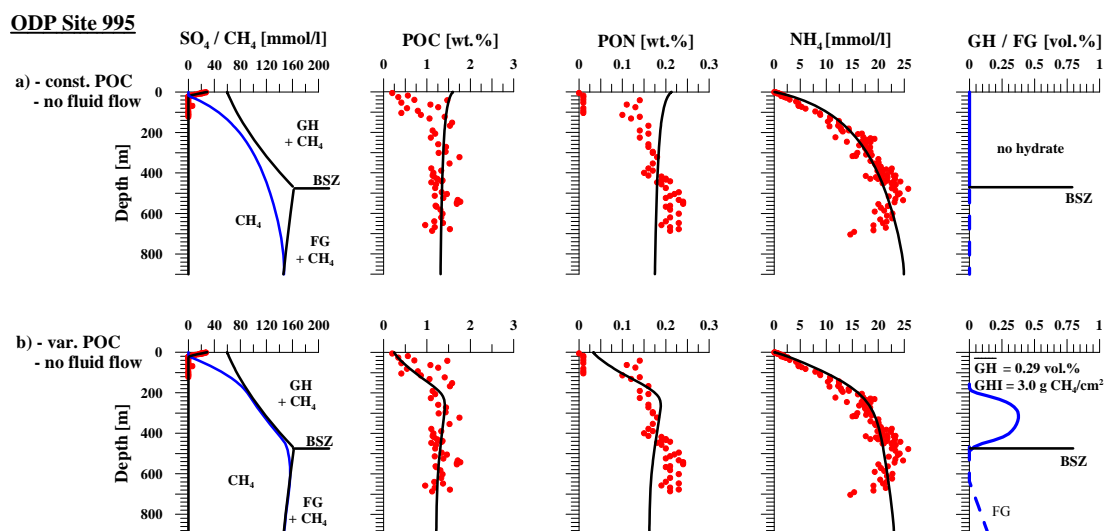 ODP Site 995
SO4 / CH4 [mmol/l] POC [wt.%] PON [wt.%] NH4 [mmol/l] GH / FG [vol.%]
0 40 80 120 160 200 0 1 2 3 0 0.1 0.2 0.3 0 5 10 15 20 25 0 0.25 0.5 0.75 1
a) - const. POC
- no fluid flow
0
200
400
600
800
Depth [m]
GH
+ CH4
BSZ
CH4
FG
+ CH4
no hydrate
BSZ
0 40 80 120 160 200 0 1 2 3 0 0.1 0.2 0.3 0 5 10 15 20 25 0 0.25 0.5 0.75 1
b) - var. POC
- no fluid flow
0
200
400
600
800
Depth [m]
GH
+ CH4
BSZ
CH4
FG
+ CH4
GH = 0.29 vol.%
GHI = 3.0 g CH4/cm2
BSZ
FG